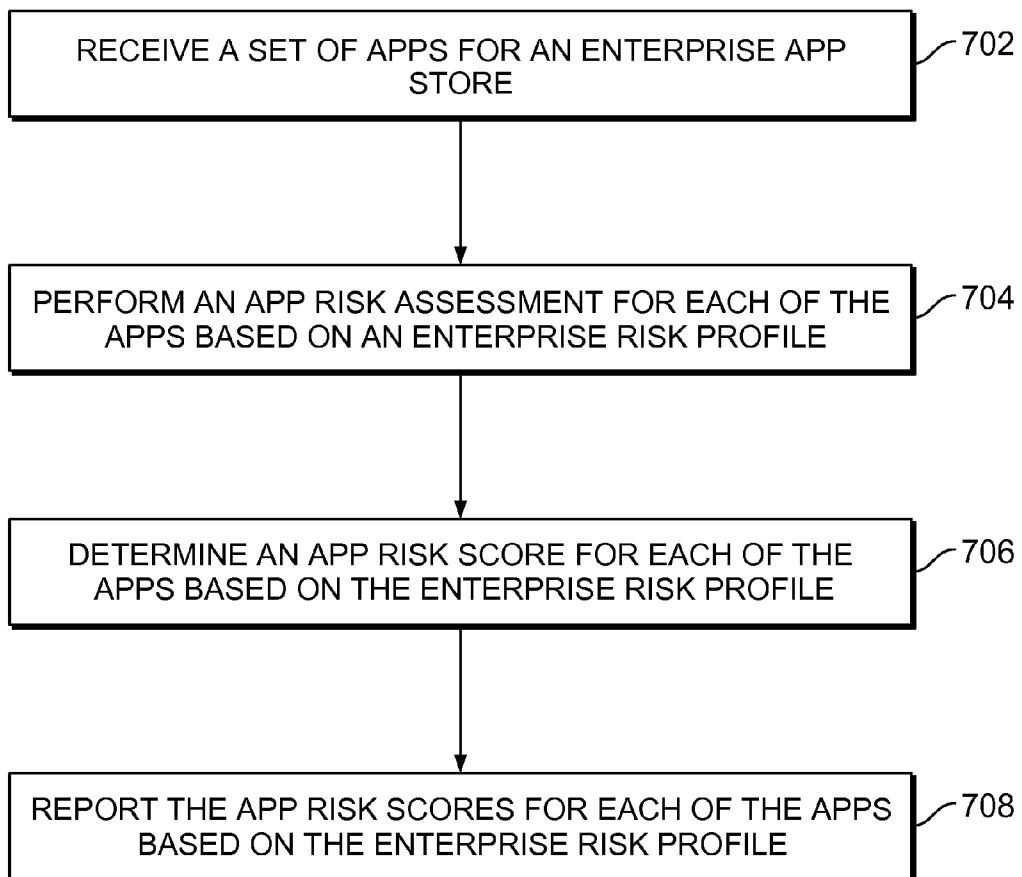 RECEIVE A SET OF APPS FOR AN ENTERPRISE APP
STORE
702
PERFORM AN APP RISK ASSESSMENT FOR EACH OF THE
APPS BASED ON AN ENTERPRISE RISK PROFILE
704
DETERMINE AN APP RISK SCORE FOR EACH OF THE
APPS BASED ON THE ENTERPRISE RISK PROFILE
706
REPORT THE APP RISK SCORES FOR EACH OF THE APPS
BASED ON THE ENTERPRISE RISK PROFILE
708